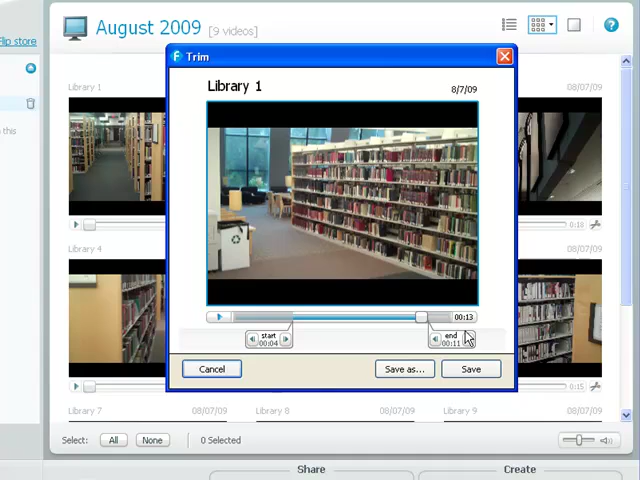 August 2009 [9 videos]
?
Flip store
this
Library 1
08/07/09
0:18
Library 4
0:15
Library 7
08/07/09
Library 8
08/07/09
Library 9
08/07/09
Trim
Library 1
8/7/09
00:13
start
00:04
end
00:11
Cancel
Save as...
Save
Select:
All
None
0 Selected
Share
Create